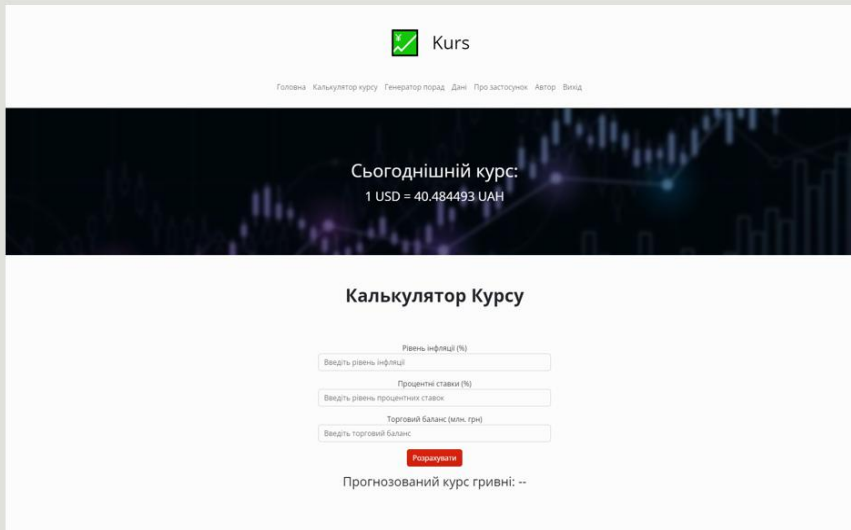 ¥
Kurs
Головна Калькулятор курсу Генератор порад Дані Про застосунок Автор Вихід
Сьогоднішній курс:
1 USD = 40.484493 UAH
Калькулятор Курсу
Рівень інфляції (%)
Введіть рівень інфляції
Процентні ставки (%)
Введіть рівень процентних ставок
Торговий баланс (млн. грн)
Введіть торговий баланс
Розрахувати
Прогнозований курс гривні: --